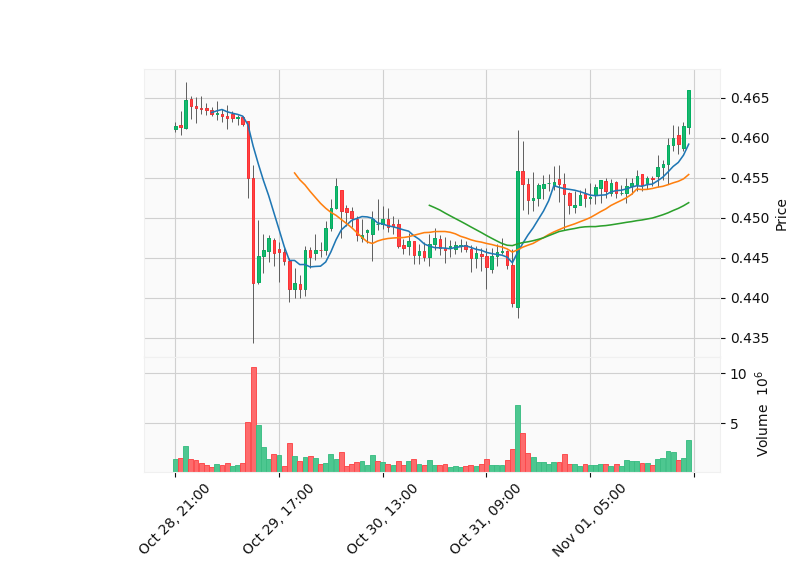 0.465
0.460
0.455
0.450
0.445
0.440
0.435
Price
10
5
Volume 10⁶
Oct 28, 21:00
Oct 29, 17:00
Oct 30, 13:00
Oct 31, 09:00
Nov 01, 05:00